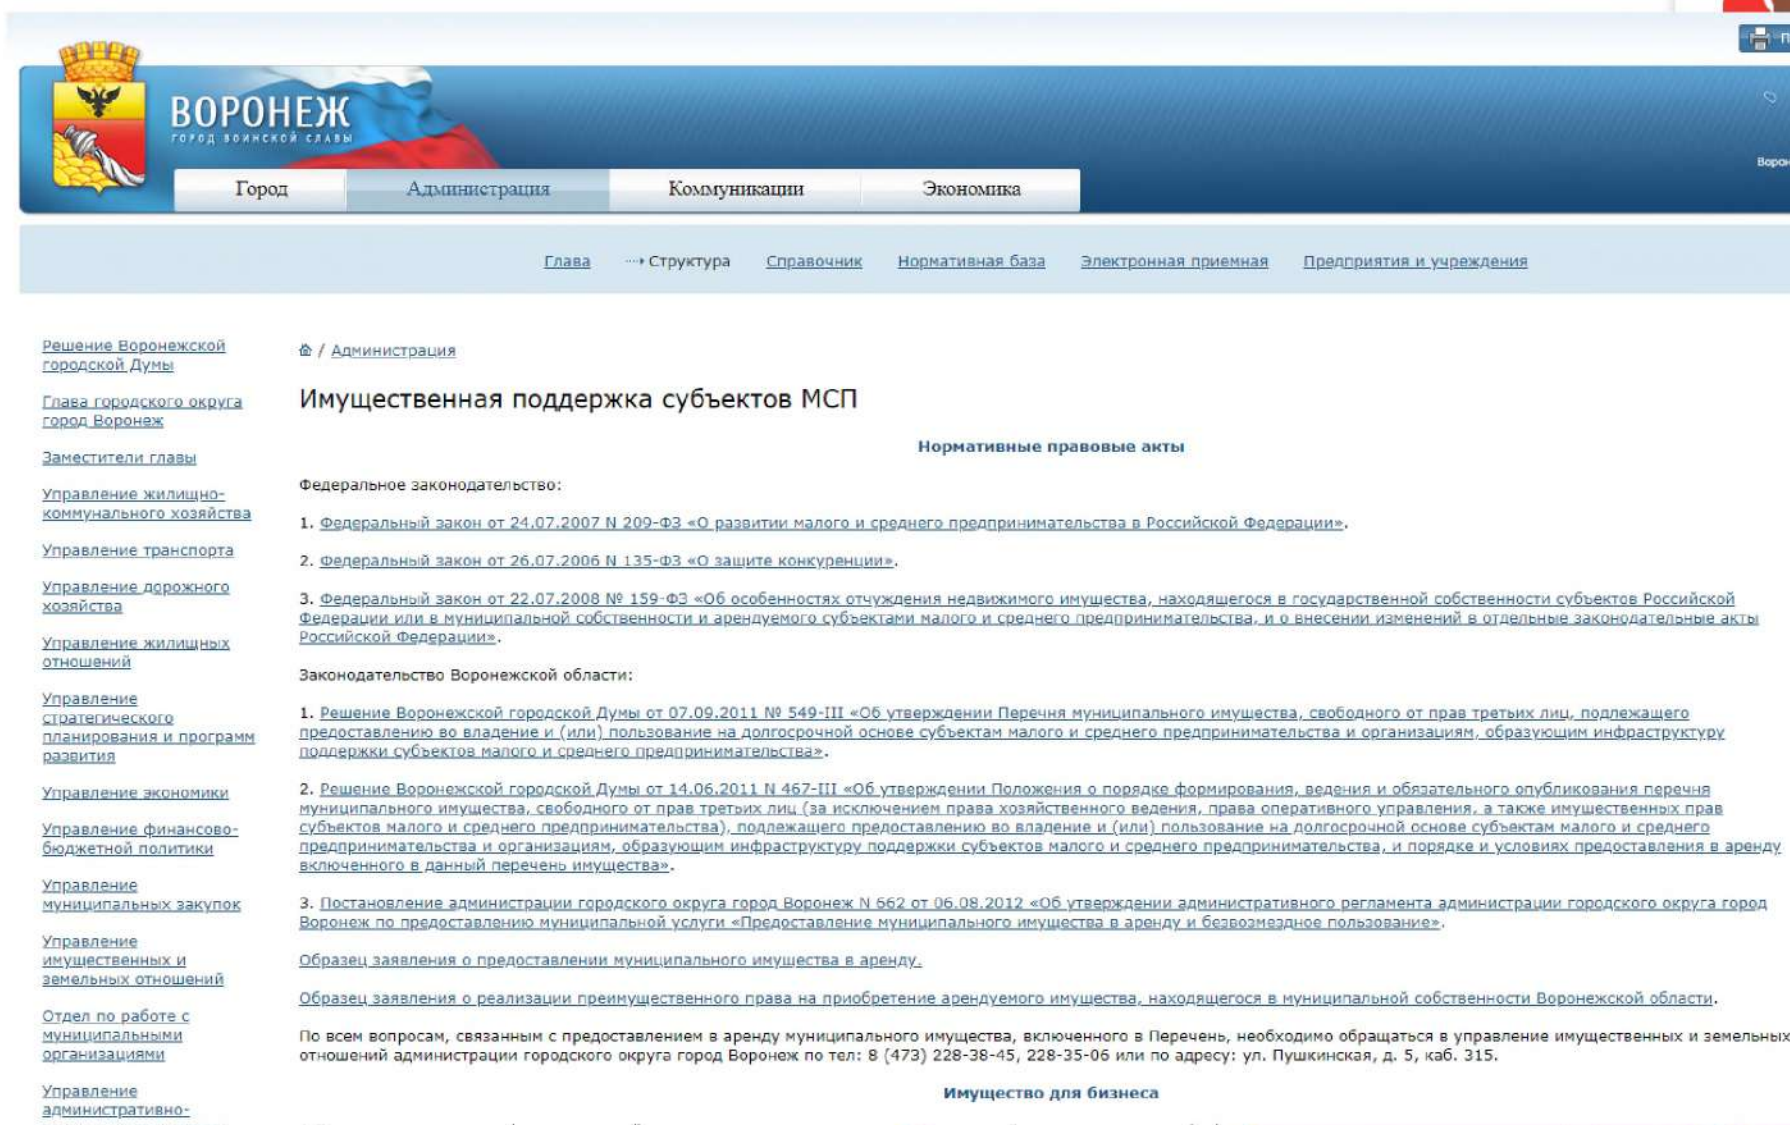 П
ВОРОНЕЖ
ГОРОД ВОИНСКОЙ СЛАВЫ
Город Администрация Коммуникации Экономика
Глава Структура Справочник Нормативная база Электронная приемная Предприятия и учреждения
Решение Воронежской
городской Думы
Глава городского округа
город Воронеж
Заместители главы
Управление жилищно-
коммунального хозяйства
Управление транспорта
Управление дорожного
хозяйства
Управление жилищных
отношений
Управление
стратегического
планирования и программ
развития
Управление экономики
Управление финансово-
бюджетной политики
Управление
муниципальных закупок
Управление
имущественных и
земельных отношений
Отдел по работе с
муниципальными
организациями
Управление
административно-
/ Администрация
Имущественная поддержка субъектов МСП
Нормативные правовые акты
Федеральное законодательство:
1. Федеральный закон от 24.07.2007 N 209-ФЗ «О развитии малого и среднего предпринимательства в Российской Федерации».
2. Федеральный закон от 26.07.2006 N 135-ФЗ «О защите конкуренции».
3. Федеральный закон от 22.07.2008 № 159-ФЗ «Об особенностях отчуждения недвижимого имущества, находящегося в государственной собственности субъектов Российской
Федерации или в муниципальной собственности и арендуемого субъектами малого и среднего предпринимательства, и о внесении изменений в отдельные законодательные акты
Российской Федерации».
Законодательство Воронежской области:
1. Решение Воронежской городской Думы от 07.09.2011 № 549-III «Об утверждении Перечня муниципального имущества, свободного от прав третьих лиц, подлежащего
предоставлению во владение и (или) пользование на долгосрочной основе субъектам малого и среднего предпринимательства и организациям, образующим инфраструктуру
поддержки субъектов малого и среднего предпринимательства».
2. Решение Воронежской городской Думы от 14.06.2011 N 467-III «Об утверждении Положения о порядке формирования, ведения и обязательного опубликования перечня
муниципального имущества, свободного от прав третьих лиц (за исключением права хозяйственного ведения, права оперативного управления, а также имущественных прав
субъектов малого и среднего предпринимательства), подлежащего предоставлению во владение и (или) пользование на долгосрочной основе субъектам малого и среднего
предпринимательства и организациям, образующим инфраструктуру поддержки субъектов малого и среднего предпринимательства, и порядке и условиях предоставления в аренду
включенного в данный перечень имущества».
3. Постановление администрации городского округа город Воронеж N 662 от 06.08.2012 «Об утверждении административного регламента администрации городского округа город
Воронеж по предоставлению муниципальной услуги «Предоставление муниципального имущества в аренду и безвозмездное пользование».
Образец заявления о предоставлении муниципального имущества в аренду.
Образец заявления о реализации преимущественного права на приобретение арендуемого имущества, находящегося в муниципальной собственности Воронежской области.
По всем вопросам, связанным с предоставлением в аренду муниципального имущества, включенного в Перечень, необходимо обращаться в управление имущественных и земельных
отношений администрации городского округа город Воронеж по тел: 8 (473) 228-38-45, 228-35-06 или по адресу: ул. Пушкинская, д. 5, каб. 315.
Имущество для бизнеса